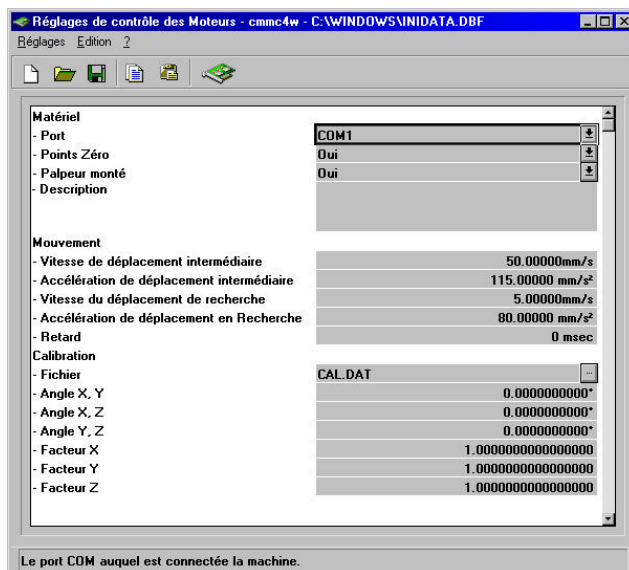 Réglages de contrôle des Moteurs - cmmc4w - C:\WINDOWS\INIDATA.DBF
Réglages Edition ?
Matériel
- Port COM1
- Points Zéro Oui
- Palpeur monté Oui
- Description
Mouvement
- Vitesse de déplacement intermédiaire 50.00000mm/s
- Accélération de déplacement intermédiaire 115.00000 mm/s²
- Vitesse du déplacement de recherche 5.00000mm/s
- Accélération de déplacement en Recherche 80.00000 mm/s²
- Retard 0 msec
Calibration
- Fichier CAL.DAT ...
- Angle X, Y 0.0000000000°
- Angle X, Z 0.0000000000°
- Angle Y, Z 0.0000000000°
- Facteur X 1.0000000000000000
- Facteur Y 1.0000000000000000
- Facteur Z 1.0000000000000000
Le port COM auquel est connectée la machine.